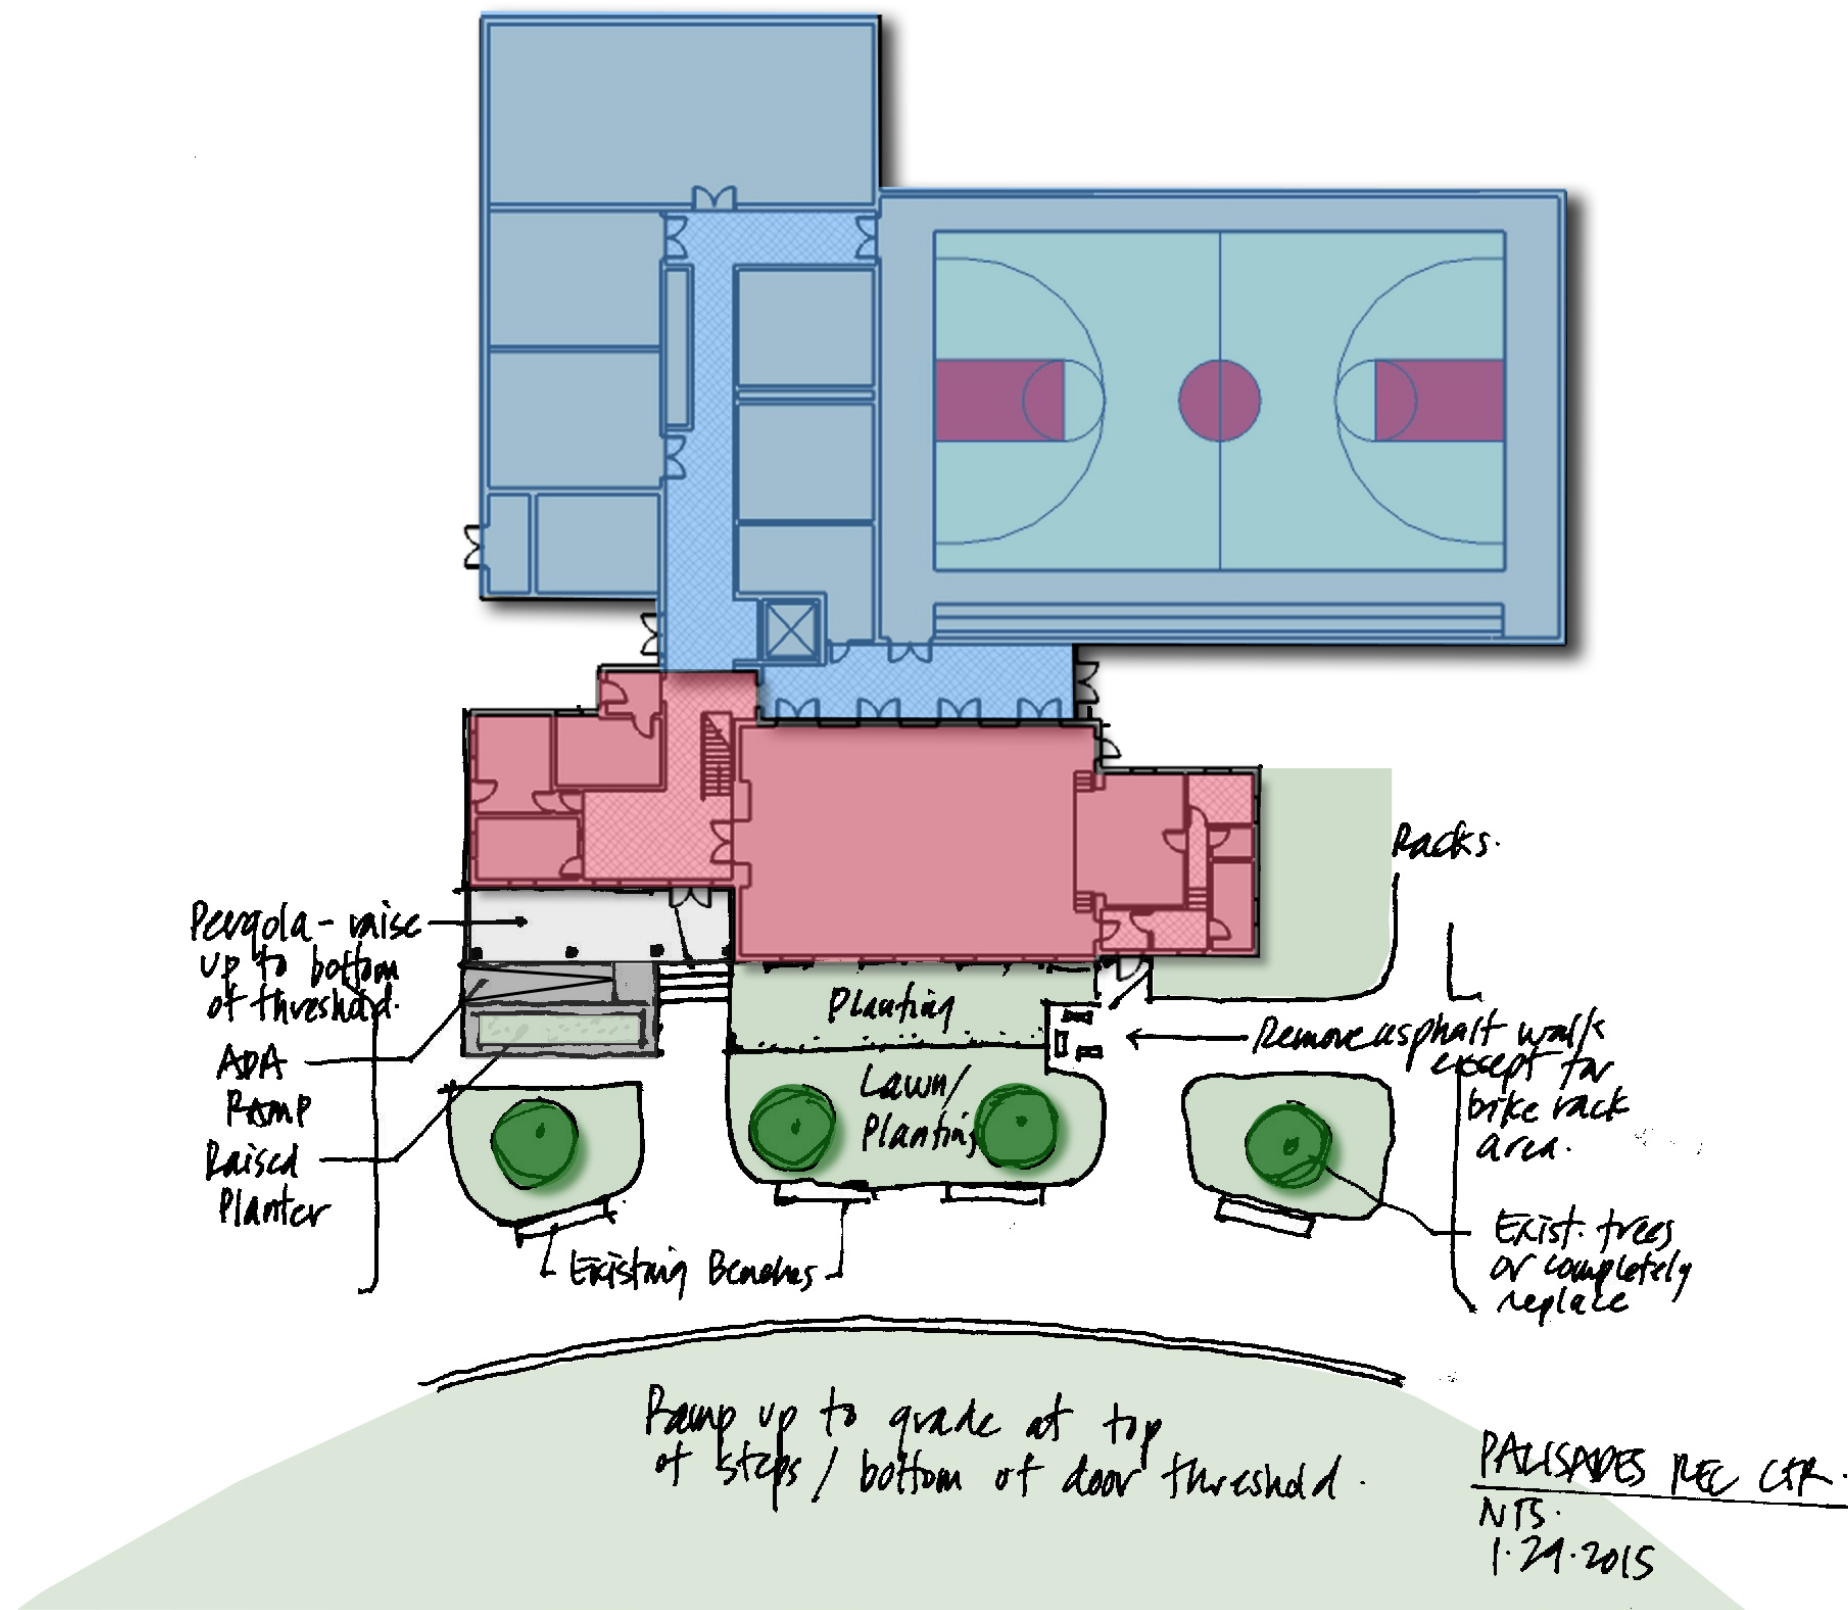 Racks.
Pergola - raise
up to bottom
of threshold.
ADA
RAMP
Raised
Planter
Planting
Lawn/
Planting
Remove asphalt walk
except for
bike rack
area.
Exist. trees
or completely
replace
Existing Benches
Ramp up to grade at top
of steps / bottom of door threshold.
PALISADES REC CTR.
NTS.
1.29.2015